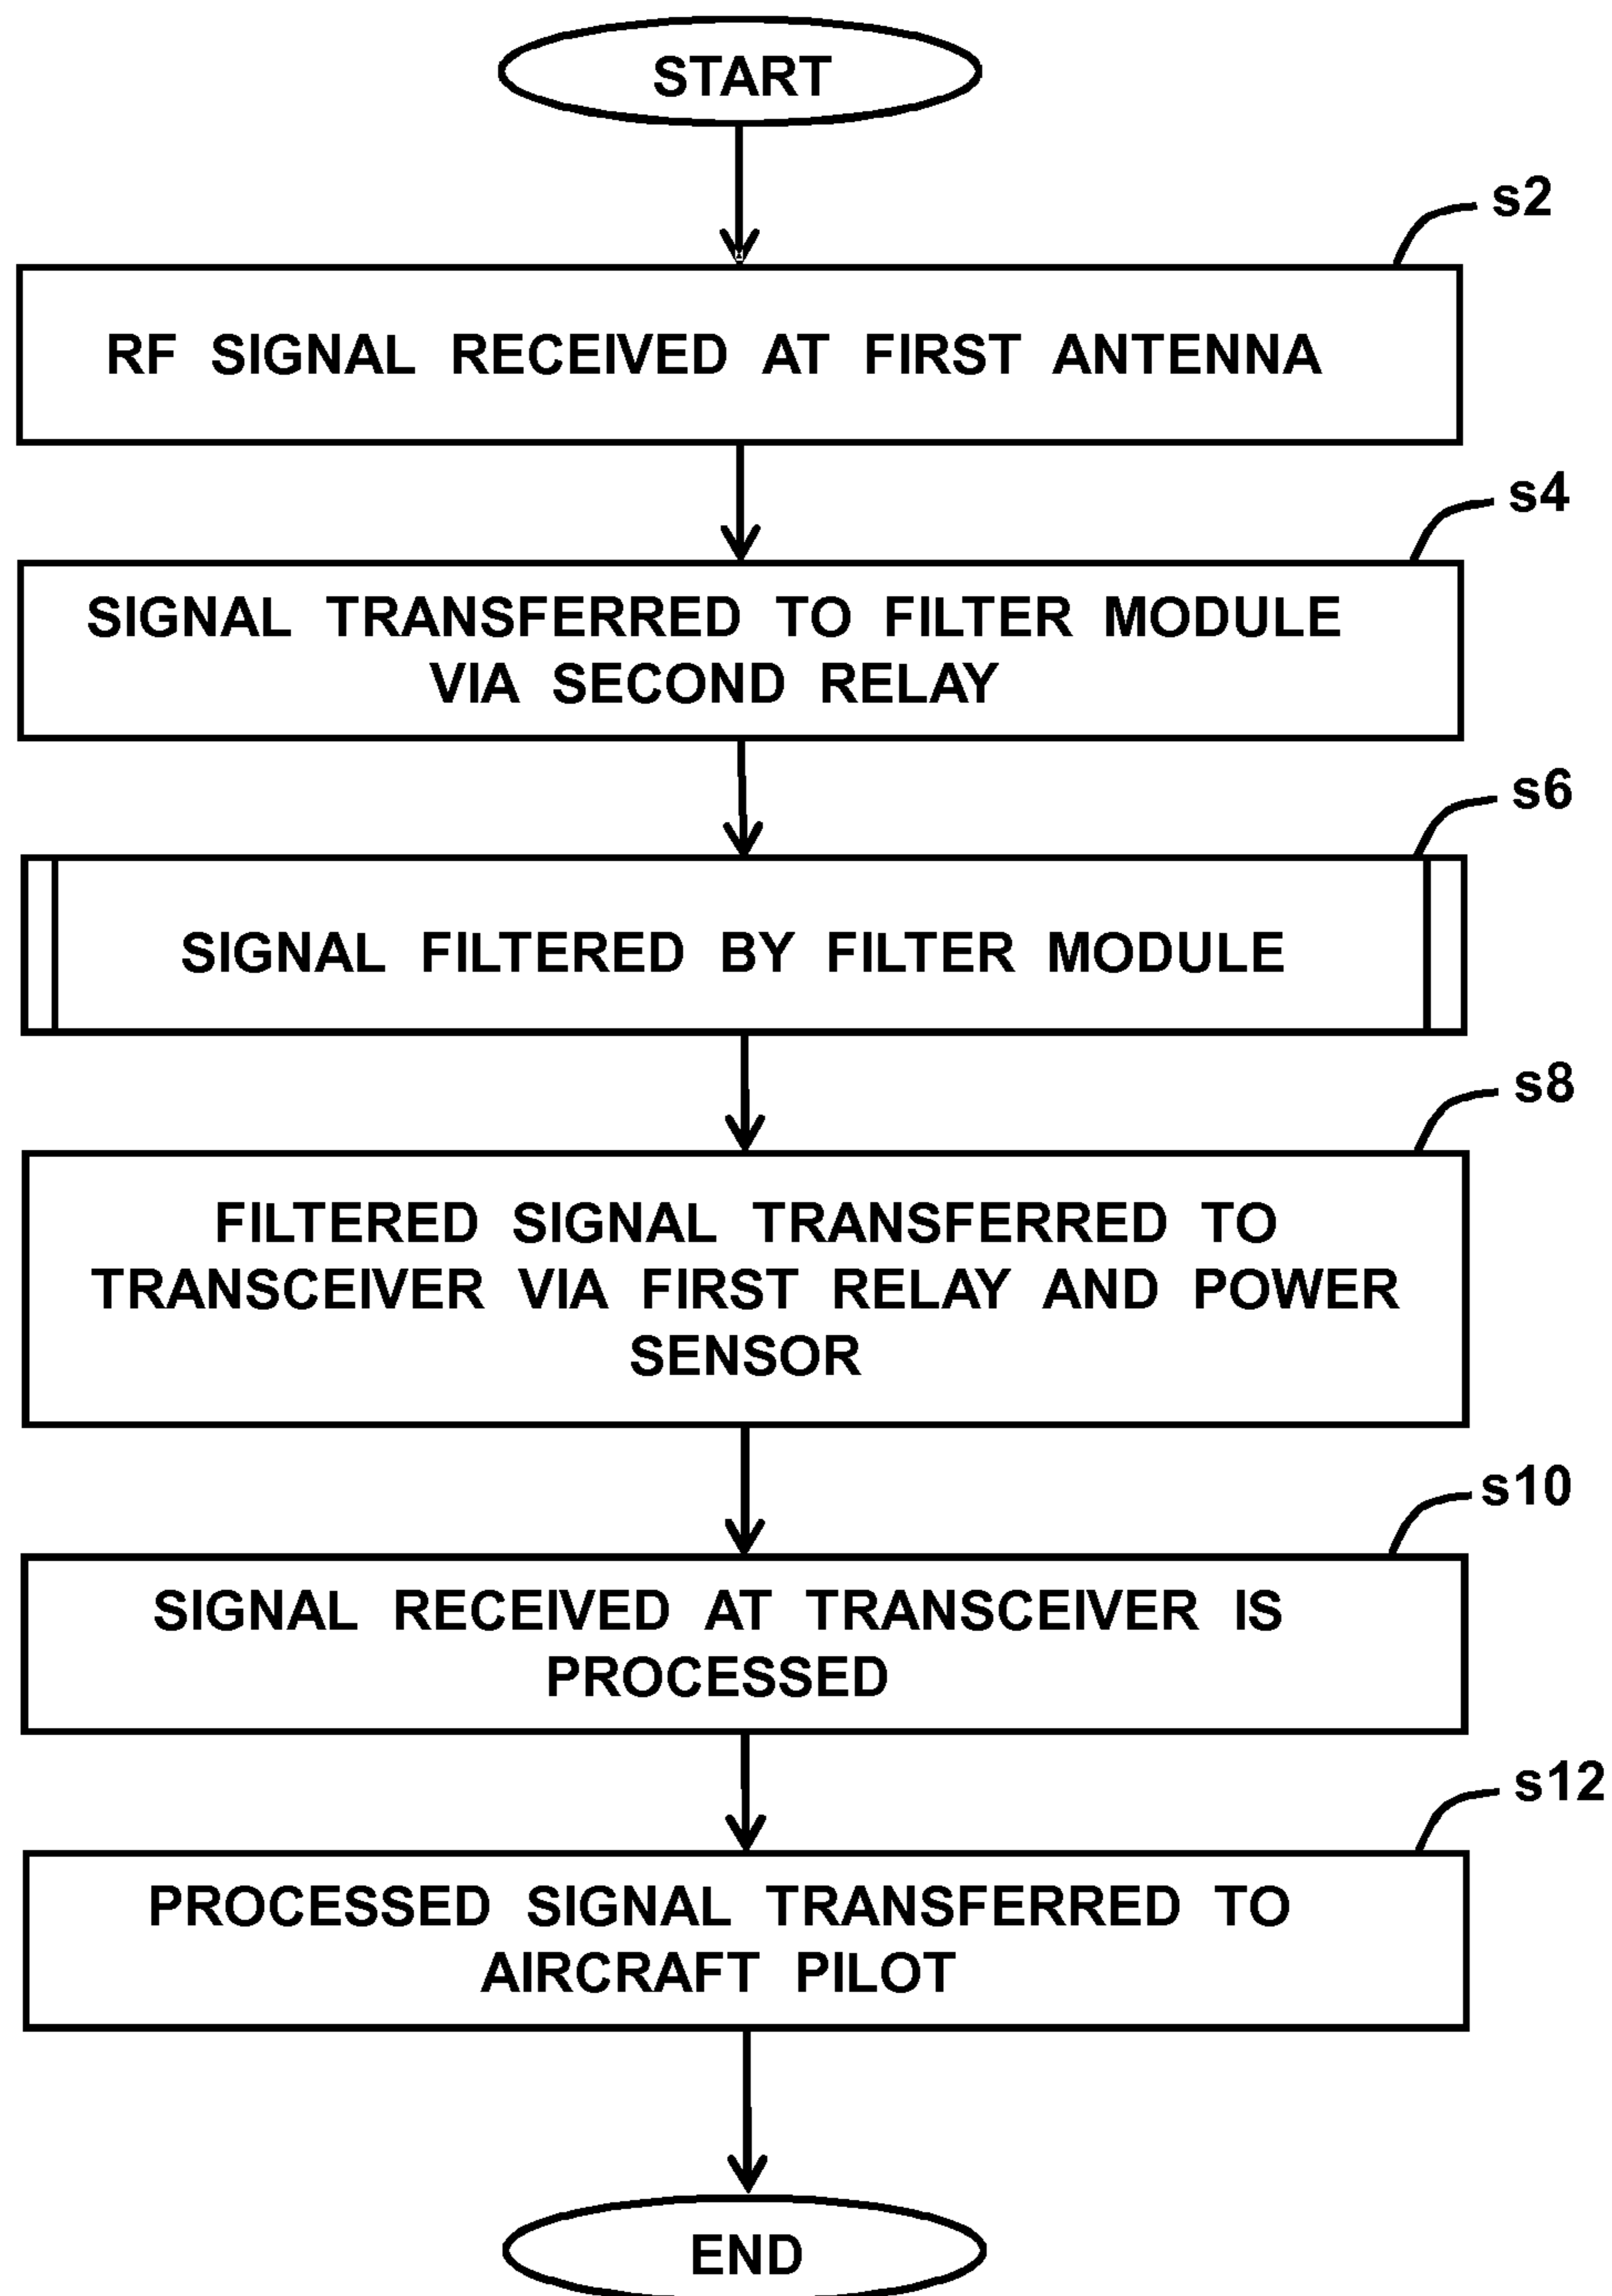 START
s2
RF SIGNAL RECEIVED AT FIRST ANTENNA
s4
SIGNAL TRANSFERRED TO FILTER MODULE
VIA SECOND RELAY
s6
SIGNAL FILTERED BY FILTER MODULE
s8
FILTERED SIGNAL TRANSFERRED TO
TRANSCEIVER VIA FIRST RELAY AND POWER
SENSOR
s10
SIGNAL RECEIVED AT TRANSCEIVER IS
PROCESSED
s12
PROCESSED SIGNAL TRANSFERRED TO
AIRCRAFT PILOT
END